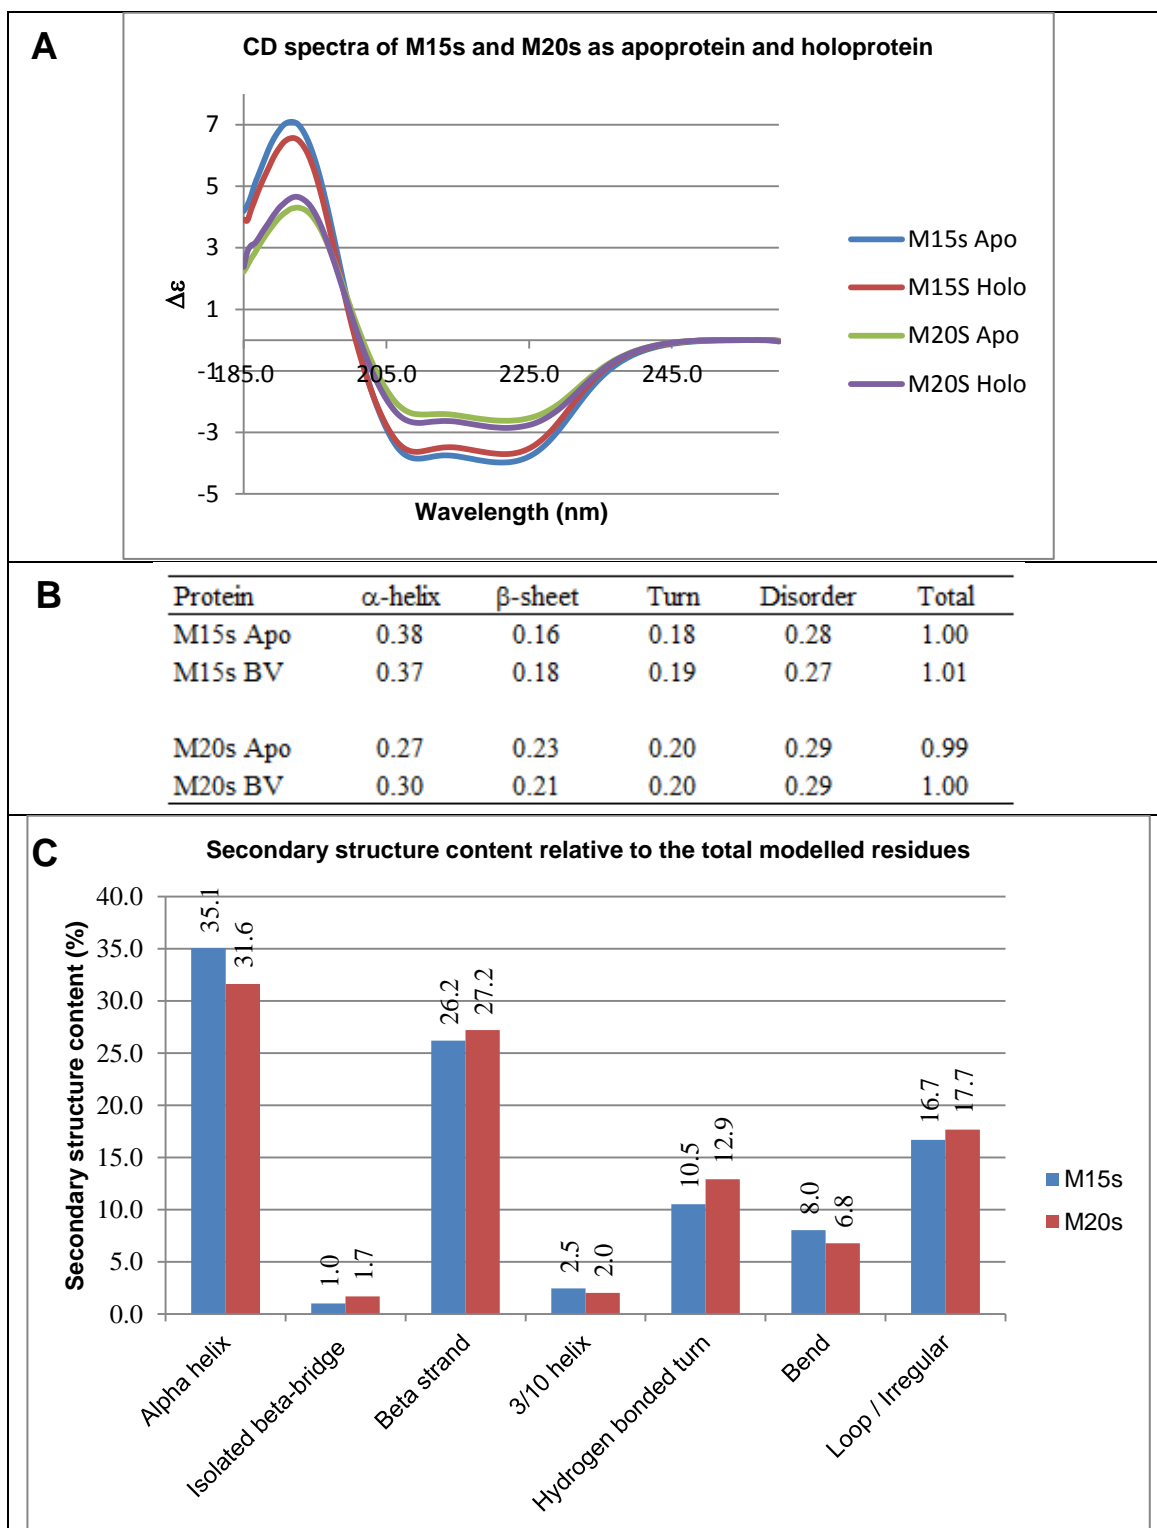 A
CD spectra of M15s and M20s as apoprotein and holoprotein
7
5
3
1
-1
-3
-5
Δε
185.0 205.0 225.0 245.0
Wavelength (nm)
M15s Apo
M15S Holo
M20S Apo
M20S Holo
B
Protein α-helix β-sheet Turn Disorder Total
M15s Apo 0.38 0.16 0.18 0.28 1.00
M15s BV 0.37 0.18 0.19 0.27 1.01
M20s Apo 0.27 0.23 0.20 0.29 0.99
M20s BV 0.30 0.21 0.20 0.29 1.00
C
Secondary structure content relative to the total modelled residues
Secondary structure content (%)
40.0
35.0
30.0
25.0
20.0
15.0
10.0
5.0
0.0
35.1 31.6 1.0 1.7 26.2 27.2 2.5 2.0 10.5 12.9 8.0 6.8 16.7 17.7
Alpha helix
Isolated beta-bridge
Beta strand
3/10 helix
Hydrogen bonded turn
Bend
Loop / Irregular
M15s
M20s